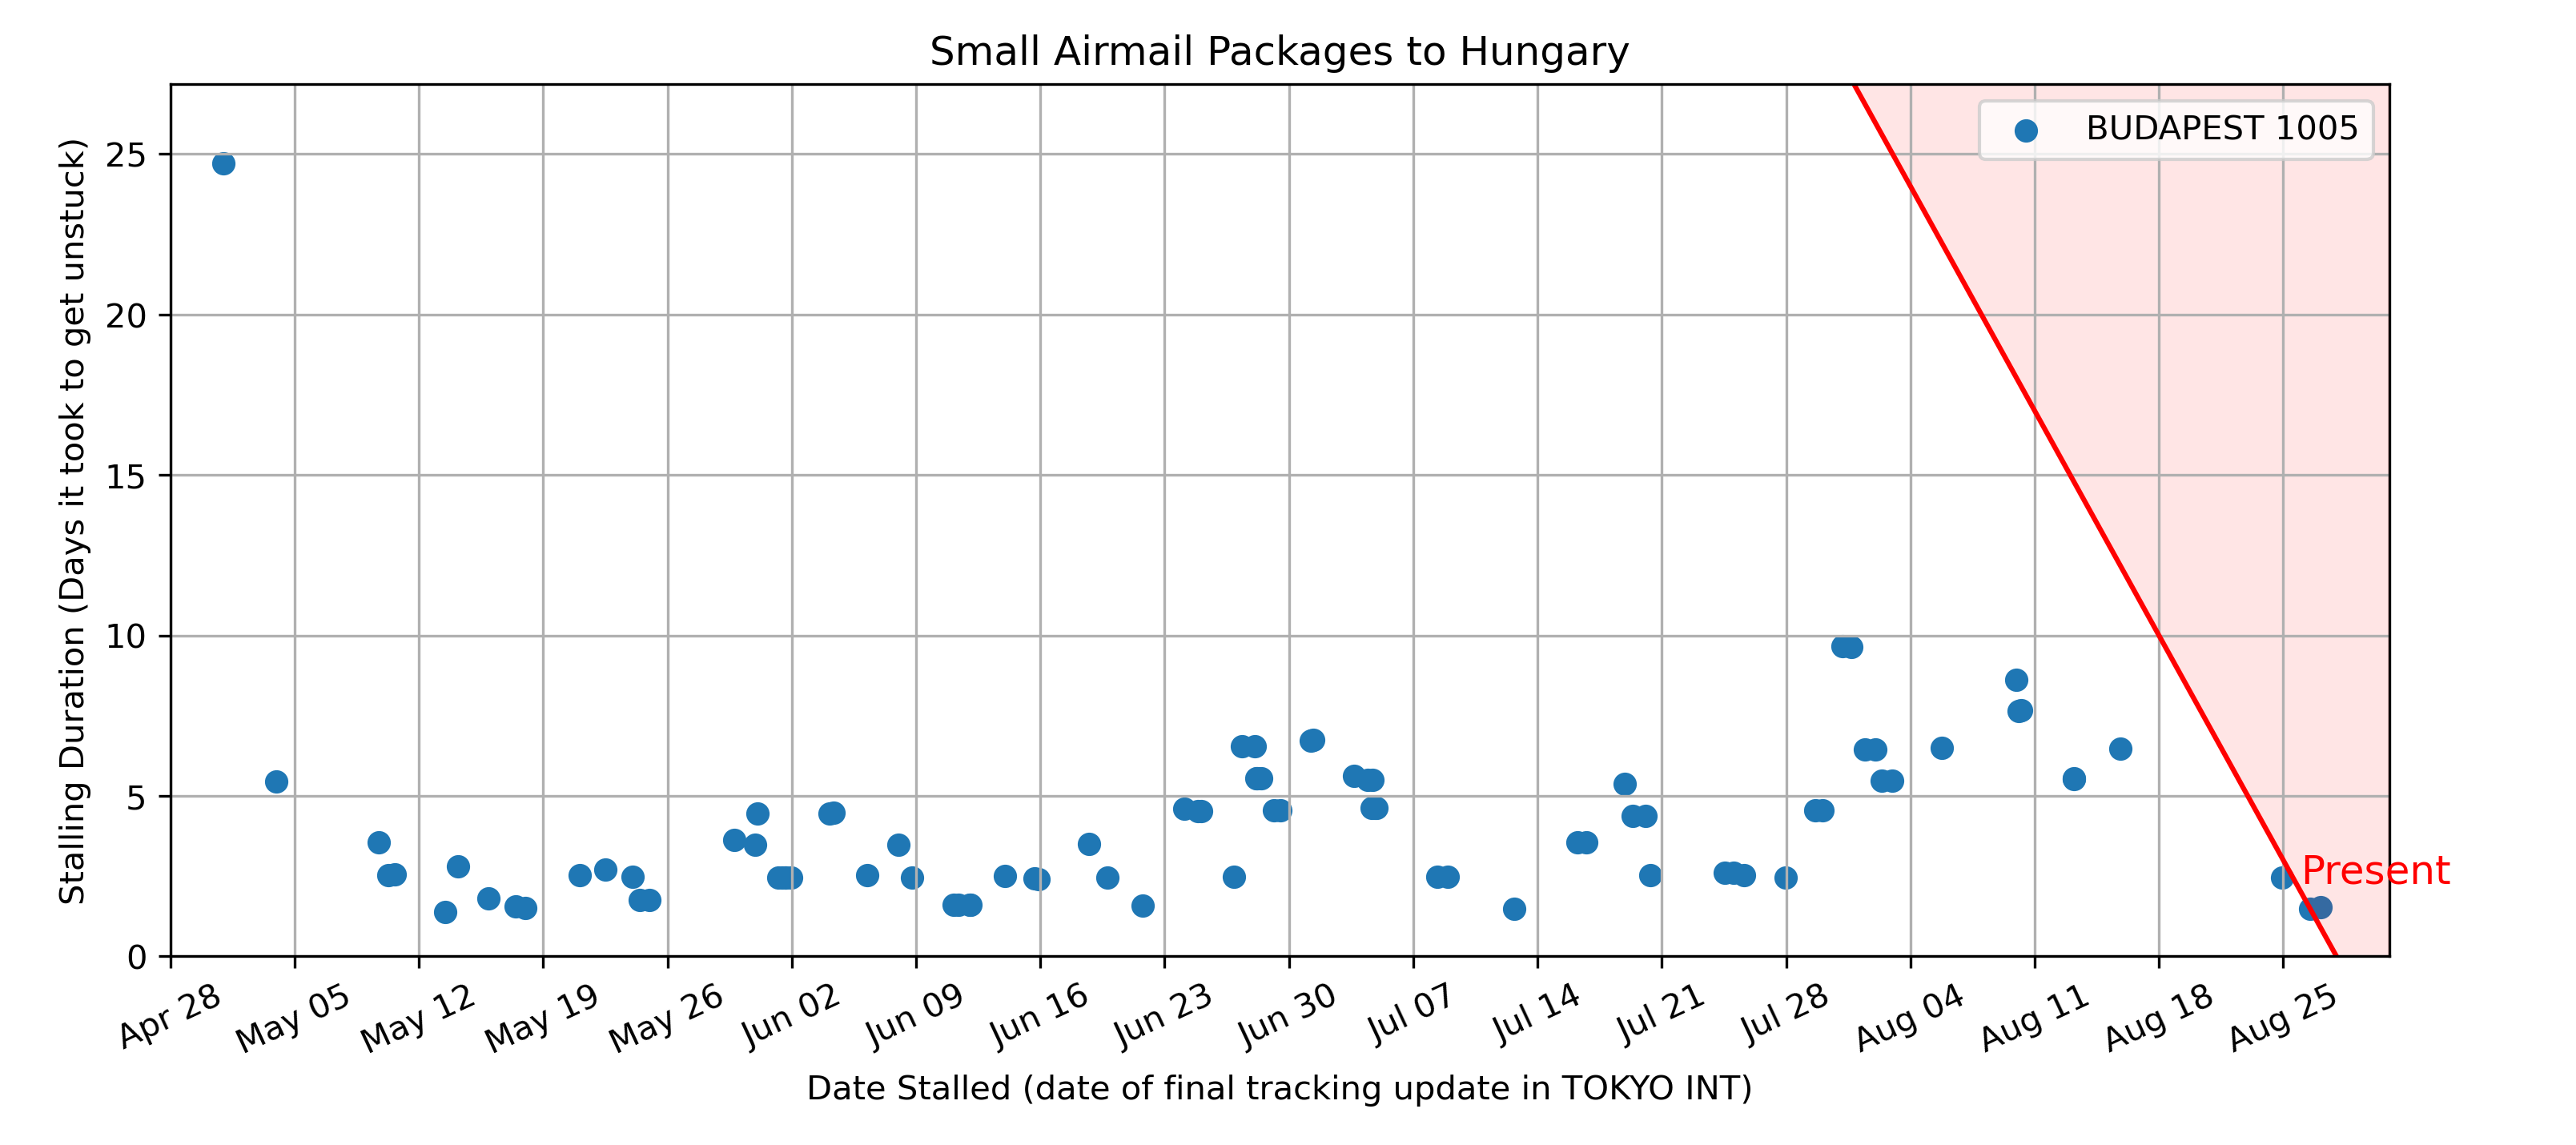 Small Airmail Packages to Hungary
BUDAPEST 1005
Stalling Duration (Days it took to get unstuck)
25
20
15
10
5
0
Present
Apr 28
May 05
May 12
May 19
May 26
Jun 02
Jun 09
Jun 16
Jun 23
Jun 30
Jul 07
Jul 14
Jul 21
Jul 28
Aug 04
Aug 11
Aug 18
Aug 25
Date Stalled (date of final tracking update in TOKYO INT)